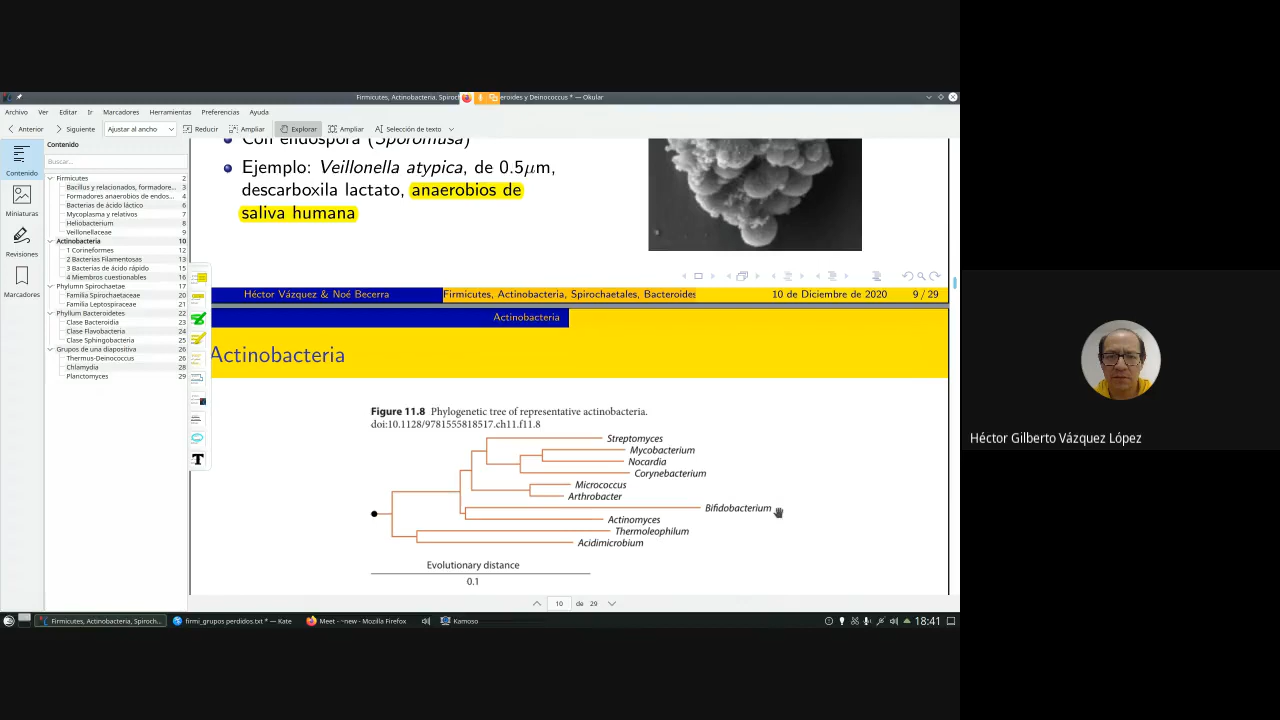 Firmicutes, Actinobacteria, Spiroch eroides y Deinococcus * — Okular
Archivo Ver Editar Ir Marcadores Herramientas Preferencias Ayuda
Anterior Siguiente Ajustar al ancho Reducir Ampliar Explorar Ampliar Selección de texto
Contenido
Buscar...
Contenido
Miniaturas
Revisiones
Marcadores
Firmicutes 2
Bacillus y relacionados, formadore... 3
Formadores anaerobios de endos... 4
Bacterias de ácido láctico 6
Mycoplasma y relativos 7
Heliobacterium 8
Veillonellaceae 9
Actinobacteria 10
1 Corineformes 12
2 Bacterias Filamentosas 13
3 Bacterias de ácido rápido 15
4 Miembros cuestionables 16
Phylumn Spirochaetae 17
Familia Spirochaetaceae 20
Familia Leptospiraceae 21
Phyllum Bacteroidetes 22
Clase Bacteroidia 23
Clase Flavobacteria 24
Clase Sphingobacteria 25
Grupos de una diapositiva 26
Thermus-Deinococcus 26
Chlamydia 28
Planctomyces 29
Con endospora (Sporomusa)
Ejemplo: Veillonella atypica, de 0.5μm,
descarboxila lactato, anaerobios de
saliva humana
Héctor Vázquez & Noé Becerra Firmicutes, Actinobacteria, Spirochaetales, Bacteroides 10 de Diciembre de 2020 9 / 29
Actinobacteria
Actinobacteria
Figure 11.8 Phylogenetic tree of representative actinobacteria.
doi:10.1128/9781555818517.ch11.f11.8
Streptomyces
Mycobacterium
Nocardia
Corynebacterium
Micrococcus
Arthrobacter
Bifidobacterium
Actinomyces
Thermoleophilum
Acidimicrobium
Evolutionary distance
0.1
T
10 de 29
Firmicutes, Actinobacteria, Spiroch... firmi_grupos perdidos.txt * — Kate Meet - ~new - Mozilla Firefox Kamoso 18:41
Héctor Gilberto Vázquez López